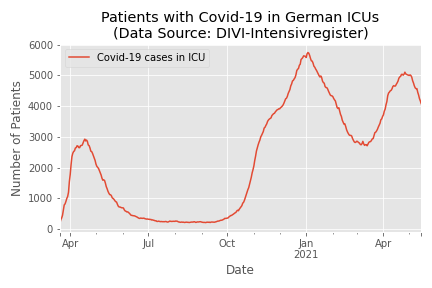 Patients with Covid-19 in German ICUs
(Data Source: DIVI-Intensivregister)
Covid-19 cases in ICU
Number of Patients
6000
5000
4000
3000
2000
1000
0
Apr
Jul
Oct
Jan
2021
Apr
Date